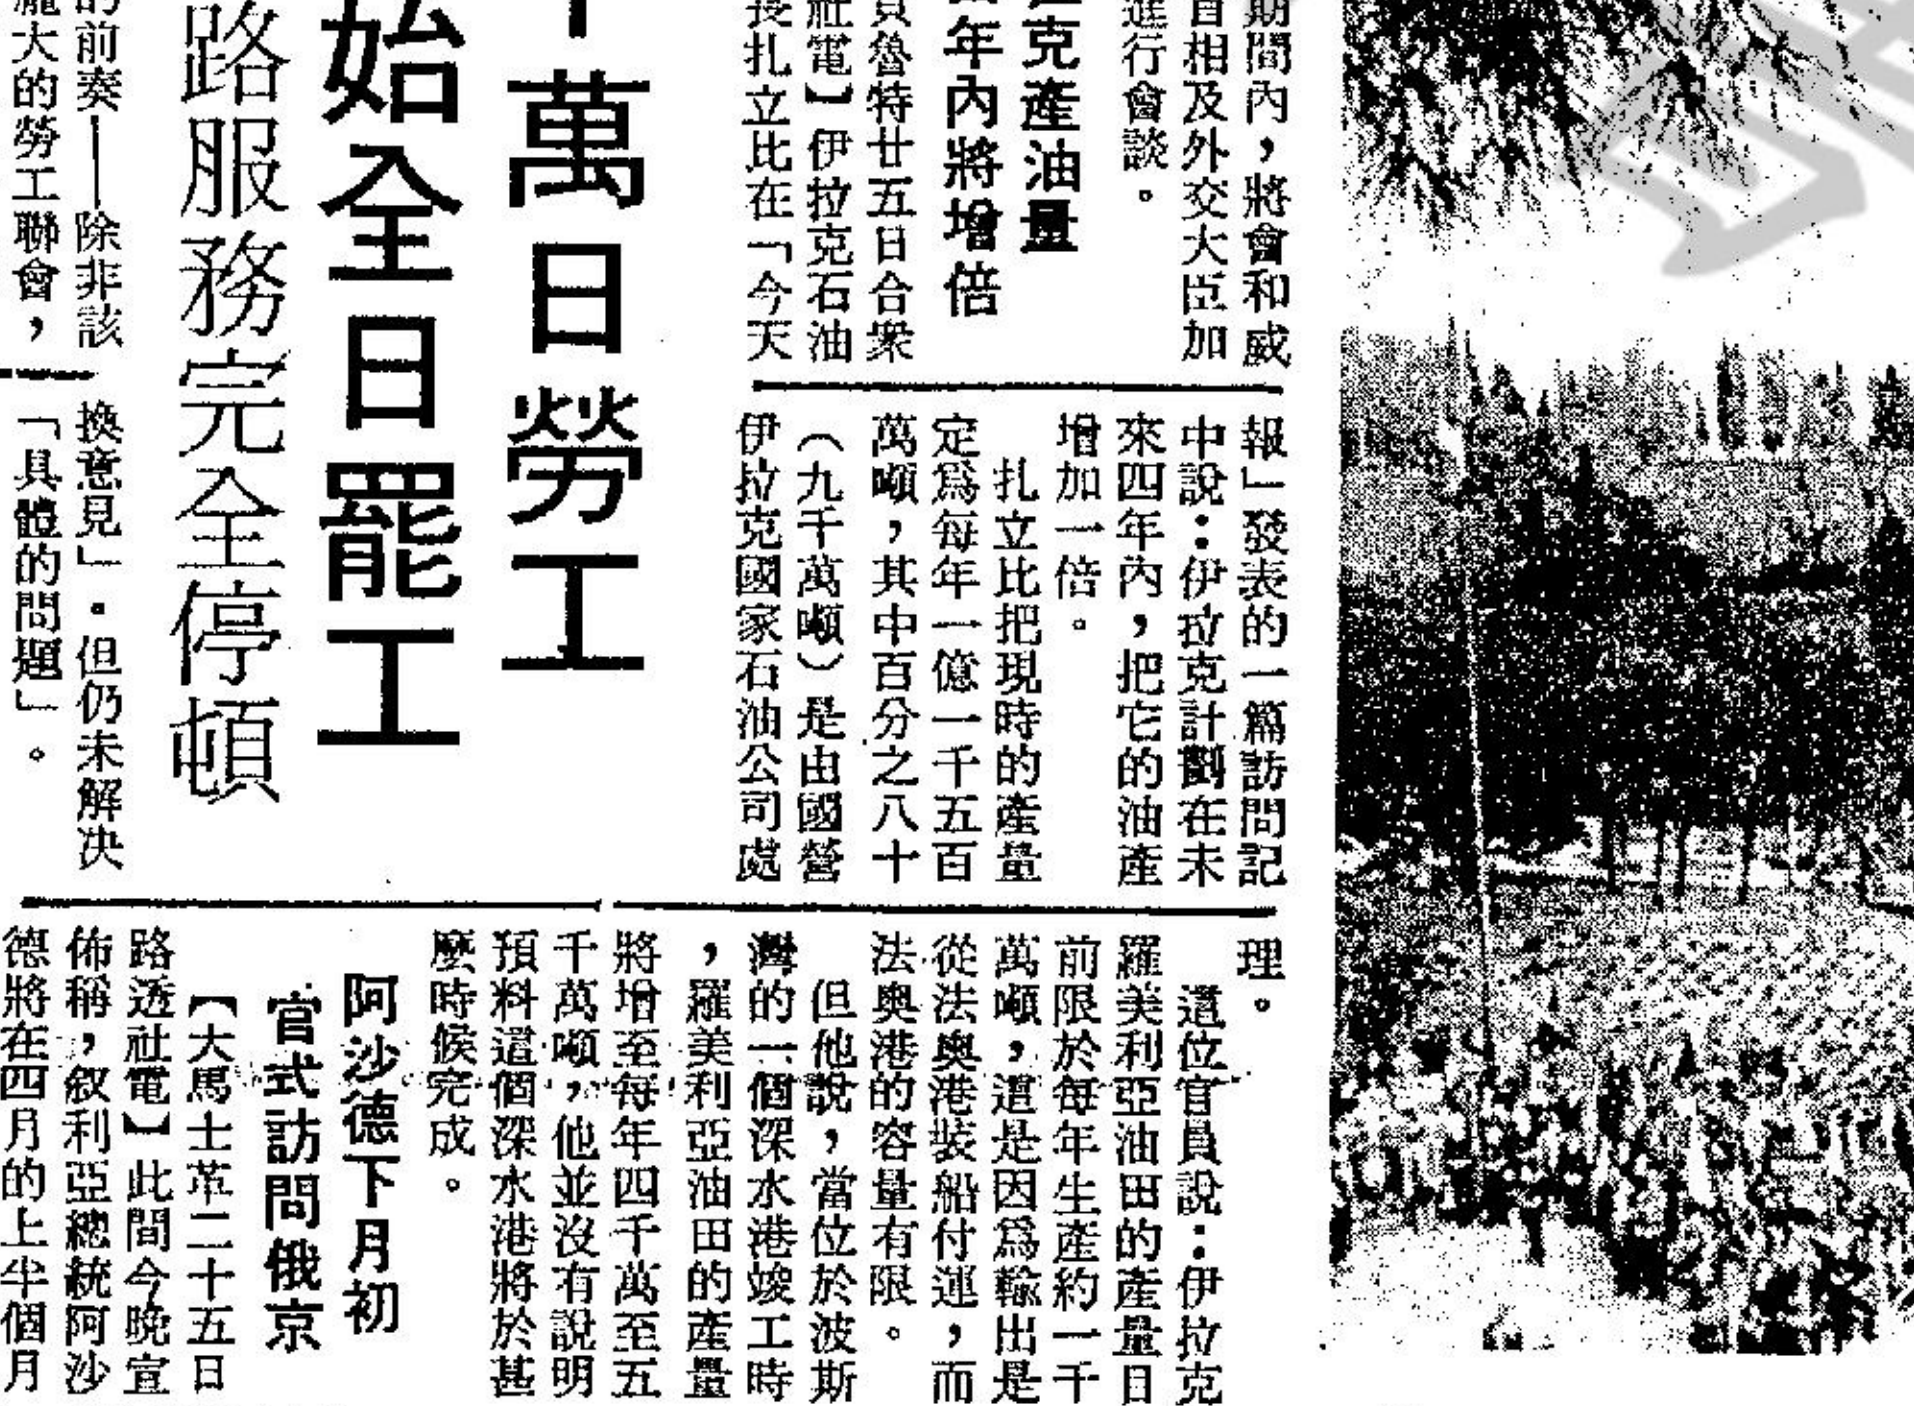 期間內，將會和威
首相及外交大臣加
進行會談。
克產油量
年內將增倍
貝魯特廿五日合衆
社電】伊拉克石油
長扎立比在「今天
報」發表的一篇訪問記
中說：伊拉克計劃在未
來四年內，把它的油產
增加一倍。
扎立比把現時的產量
定爲每年一億一千五百
萬噸，其中百分之八十
（九千萬噸）是由國營
伊拉克國家石油公司處
理。
這位官員說：伊拉克
羅美利亞油田的產量目
前限於每年生產約一千
萬噸，這是因爲輸出是
從法奧港裝船付運，而
法奧港的容量有限。
但他說，當位於波斯
灣的一個深水港竣工時
，羅美利亞油田的產量
將增至每年四千萬至五
千萬噸，他並沒有說明
預料這個深水港將於甚
麼時候完成。
萬日勞工
始全日罷工
路服務完全停頓
的前奏——除非該
龐大的勞工聯會，
換意見」。但仍未解決
「具體的問題」。
阿沙德下月初
官式訪問俄京
【大馬士革二十五日
路透社電】此間今晚宣
佈稱，叙利亞總統阿沙
德將在四月的上半個月